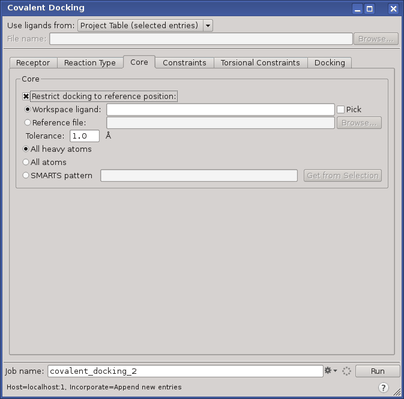 Covalent Docking
Use ligands from: Project Table (selected entries)
File name: Browse...
Receptor Reaction Type Core Constraints Torsional Constraints Docking
Core
Restrict docking to reference position:
Workspace ligand: Pick
Reference file: Browse...
Tolerance: 1.0 Å
All heavy atoms
All atoms
SMARTS pattern Get from Selection
Job name: covalent_docking_2 Run
Host=localhost:1, Incorporate=Append new entries ?